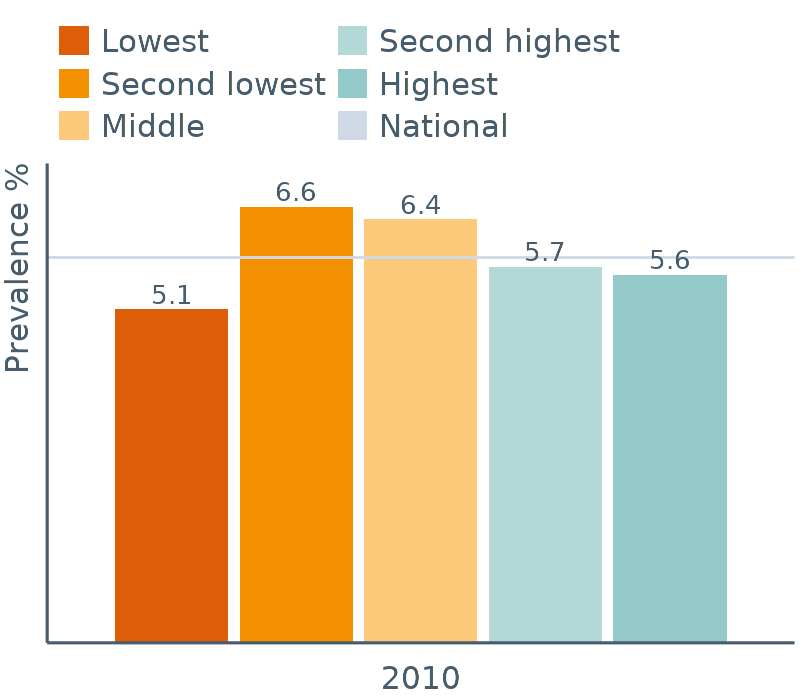 Lowest
Second lowest
Middle
Second highest
Highest
National
Prevalence %
5.1
6.6
6.4
5.7
5.6
2010